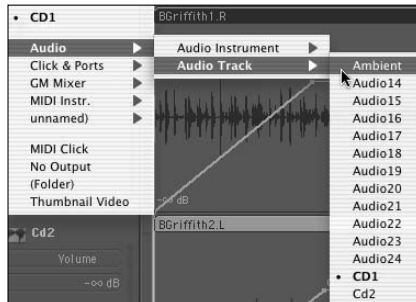 • CD1
Audio
Click & Ports
GM Mixer
MIDI Instr.
unnamed)
MIDI Click
No Output
(Folder)
Thumbnail Video
Cd2
Volume
-oo dB
BGriffith1.R
Audio Instrument
Audio Track
-oo dB
BGriffith2.L
Ambient
Audio14
Audio15
Audio16
Audio17
Audio18
Audio19
Audio20
Audio21
Audio22
Audio23
Audio24
• CD1
Cd2